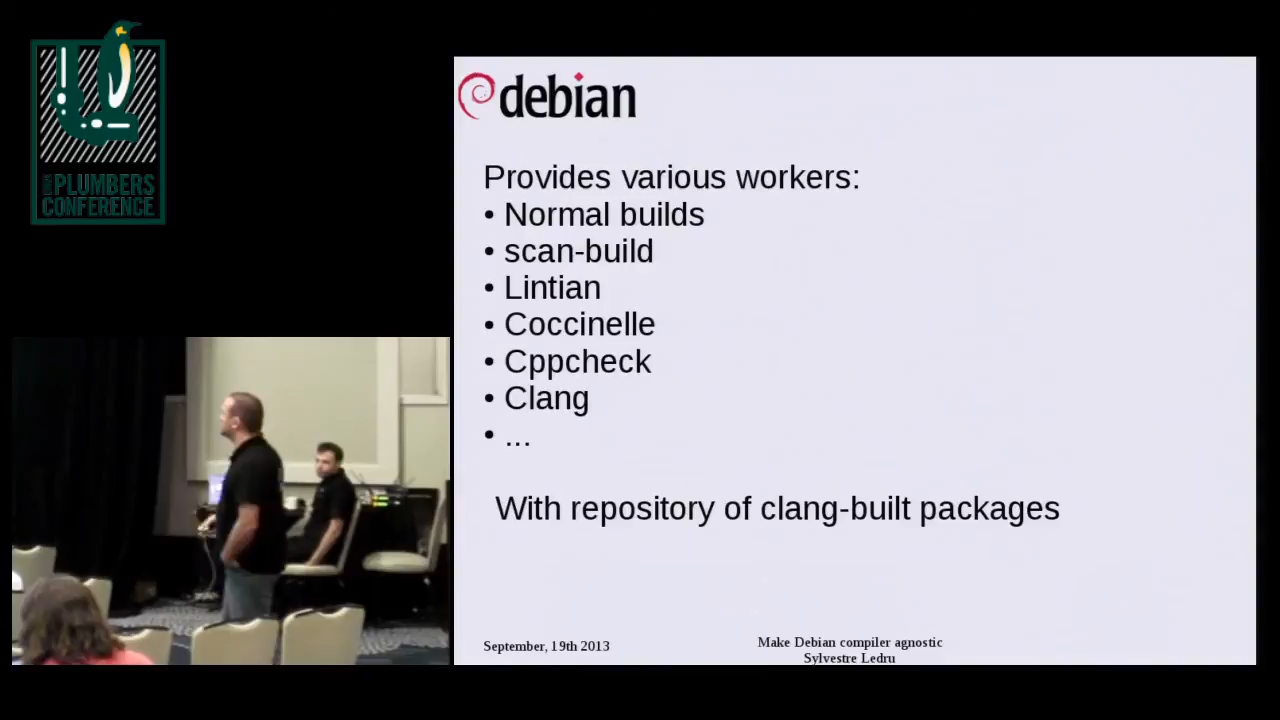 LINUX PLUMBERS
CONFERENCE
debian
Provides various workers:
• Normal builds
• scan-build
• Lintian
• Coccinelle
• Cppcheck
• Clang
• ...
With repository of clang-built packages
September, 19th 2013
Make Debian compiler agnostic
Sylvestre Ledru